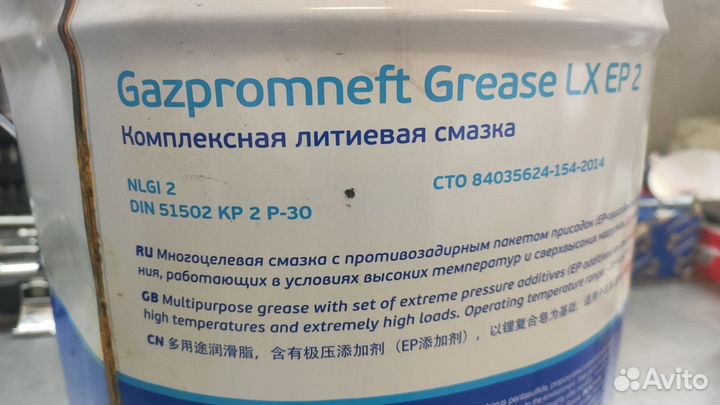 Gazpromneft Grease LX EP 2
Комплексная литиевая смазка
NLGI 2
DIN 51502 KP 2 P-30
СТО 84035624-154-2014
RU Многоцелевая смазка с противозадирным пакетом присадок
ния, работающих в условиях высоких температур и сверхвысоких
GB Multipurpose grease with set of extreme pressure additives (EP additives)
high temperatures and extremely high loads. Operating temperature range
CN 多用途润滑脂，含有极压添加剂（EP添加剂），以锂复合皂为基础，
pentasulfide,
Avito